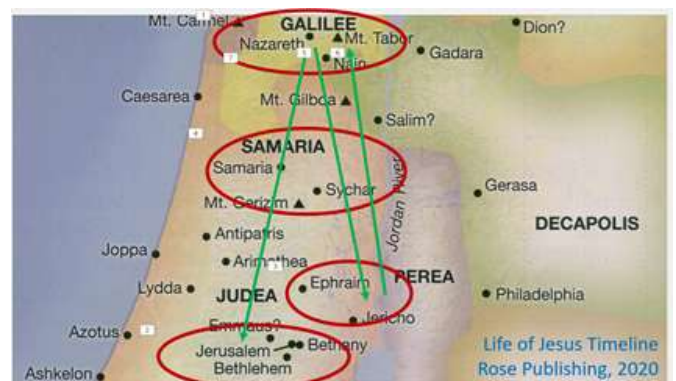 Mt. Carmel
GALILEE
Dion?
Nazareth
Mt. Tabor
Nain
Gadara
Caesarea
Mt. Gilboa
Salim?
SAMARIA
Samaria
Sychar
Gerasa
Mt. Gerizim
Jordan River
DECAPOLIS
Antipatris
Joppa
Arimathea
PEREA
Lydda
Ephraim
JUDEA
Philadelphia
Jericho
Azotus
Emmaus?
Jerusalem
Bethany
Bethlehem
Ashkelon
Life of Jesus Timeline
Rose Publishing, 2020